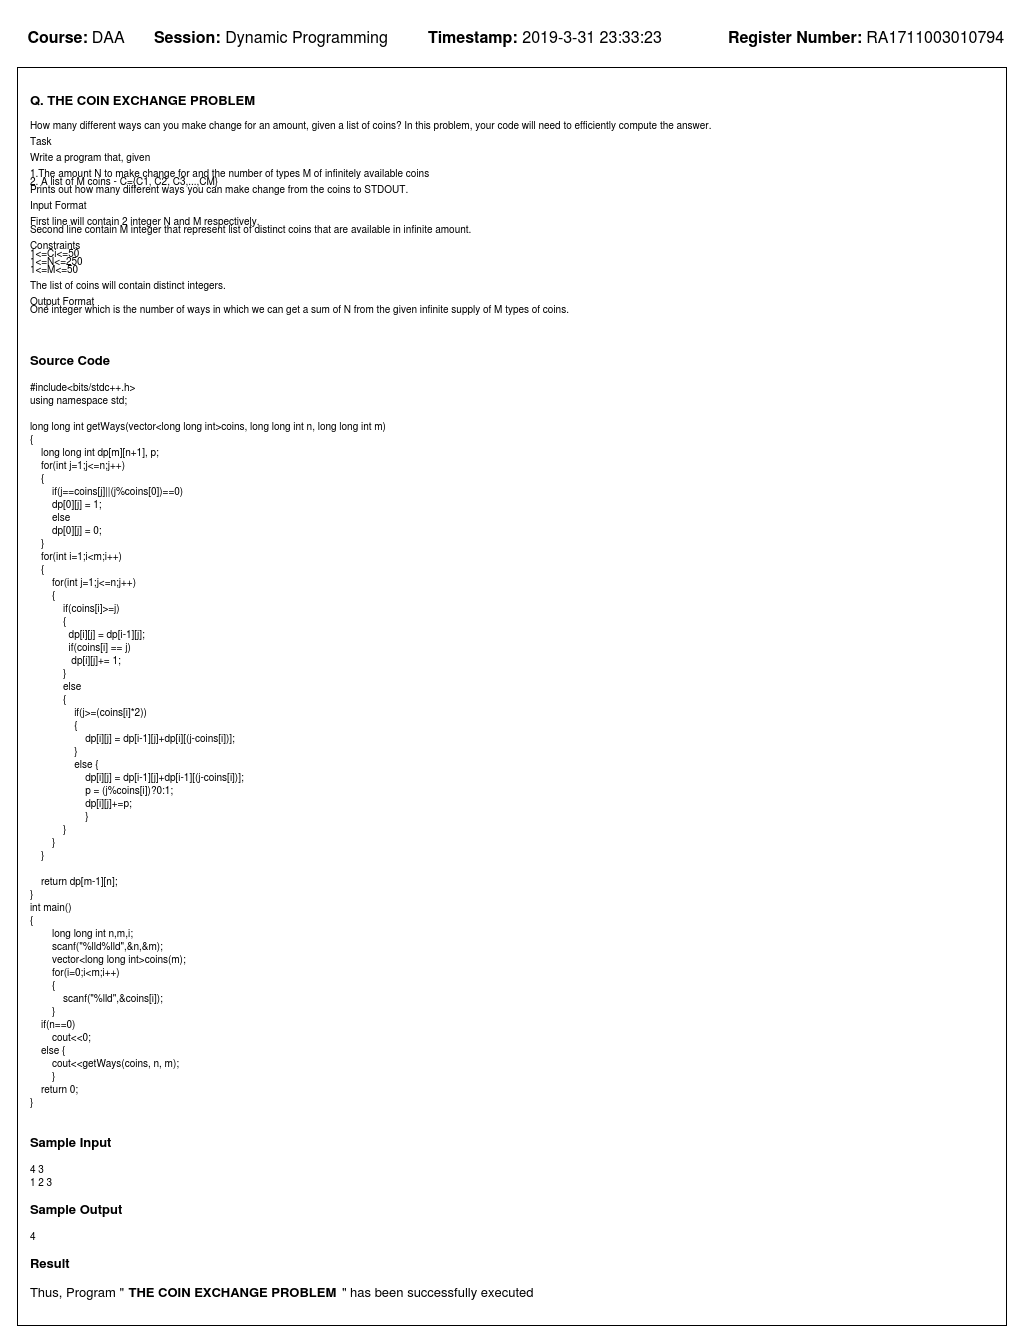 Course: DAA Session: Dynamic Programming Timestamp: 2019-3-31 23:33:23 Register Number: RA1711003010794
Q. THE COIN EXCHANGE PROBLEM
How many different ways can you make change for an amount, given a list of coins? In this problem, your code will need to efficiently compute the answer.
Task
Write a program that, given
1.The amount N to make change for and the number of types M of infinitely available coins
2. A list of M coins - C={C1, C2, C3,...,CM}
Prints out how many different ways you can make change from the coins to STDOUT.
Input Format
First line will contain 2 integer N and M respectively.
Second line contain M integer that represent list of distinct coins that are available in infinite amount.
Constraints
1<=Ci<=50
1<=N<=250
1<=M<=50
The list of coins will contain distinct integers.
Output Format
One integer which is the number of ways in which we can get a sum of N from the given infinite supply of M types of coins.
Source Code
#include<bits/stdc++.h>
using namespace std;
long long int getWays(vector<long long int>coins, long long int n, long long int m)
{
long long int dp[m][n+1], p;
for(int j=1;j<=n;j++)
{
if(j==coins[j]||(j%coins[0])==0)
dp[0][j] = 1;
else
dp[0][j] = 0;
}
for(int i=1;i<m;i++)
{
for(int j=1;j<=n;j++)
{
if(coins[i]>=j)
{
dp[i][j] = dp[i-1][j];
if(coins[i] == j)
dp[i][j]+= 1;
}
else
{
if(j>=(coins[i]*2))
{
dp[i][j] = dp[i-1][j]+dp[i][(j-coins[i])];
}
else {
dp[i][j] = dp[i-1][j]+dp[i-1][(j-coins[i])];
p = (j%coins[i])?0:1;
dp[i][j]+=p;
}
}
}
}
return dp[m-1][n];
}
int main()
{
long long int n,m,i;
scanf("%lld%lld",&n,&m);
vector<long long int>coins(m);
for(i=0;i<m;i++)
{
scanf("%lld",&coins[i]);
}
if(n==0)
cout<<0;
else {
cout<<getWays(coins, n, m);
}
return 0;
}
Sample Input
4 3
1 2 3
Sample Output
4
Result
Thus, Program " THE COIN EXCHANGE PROBLEM " has been successfully executed